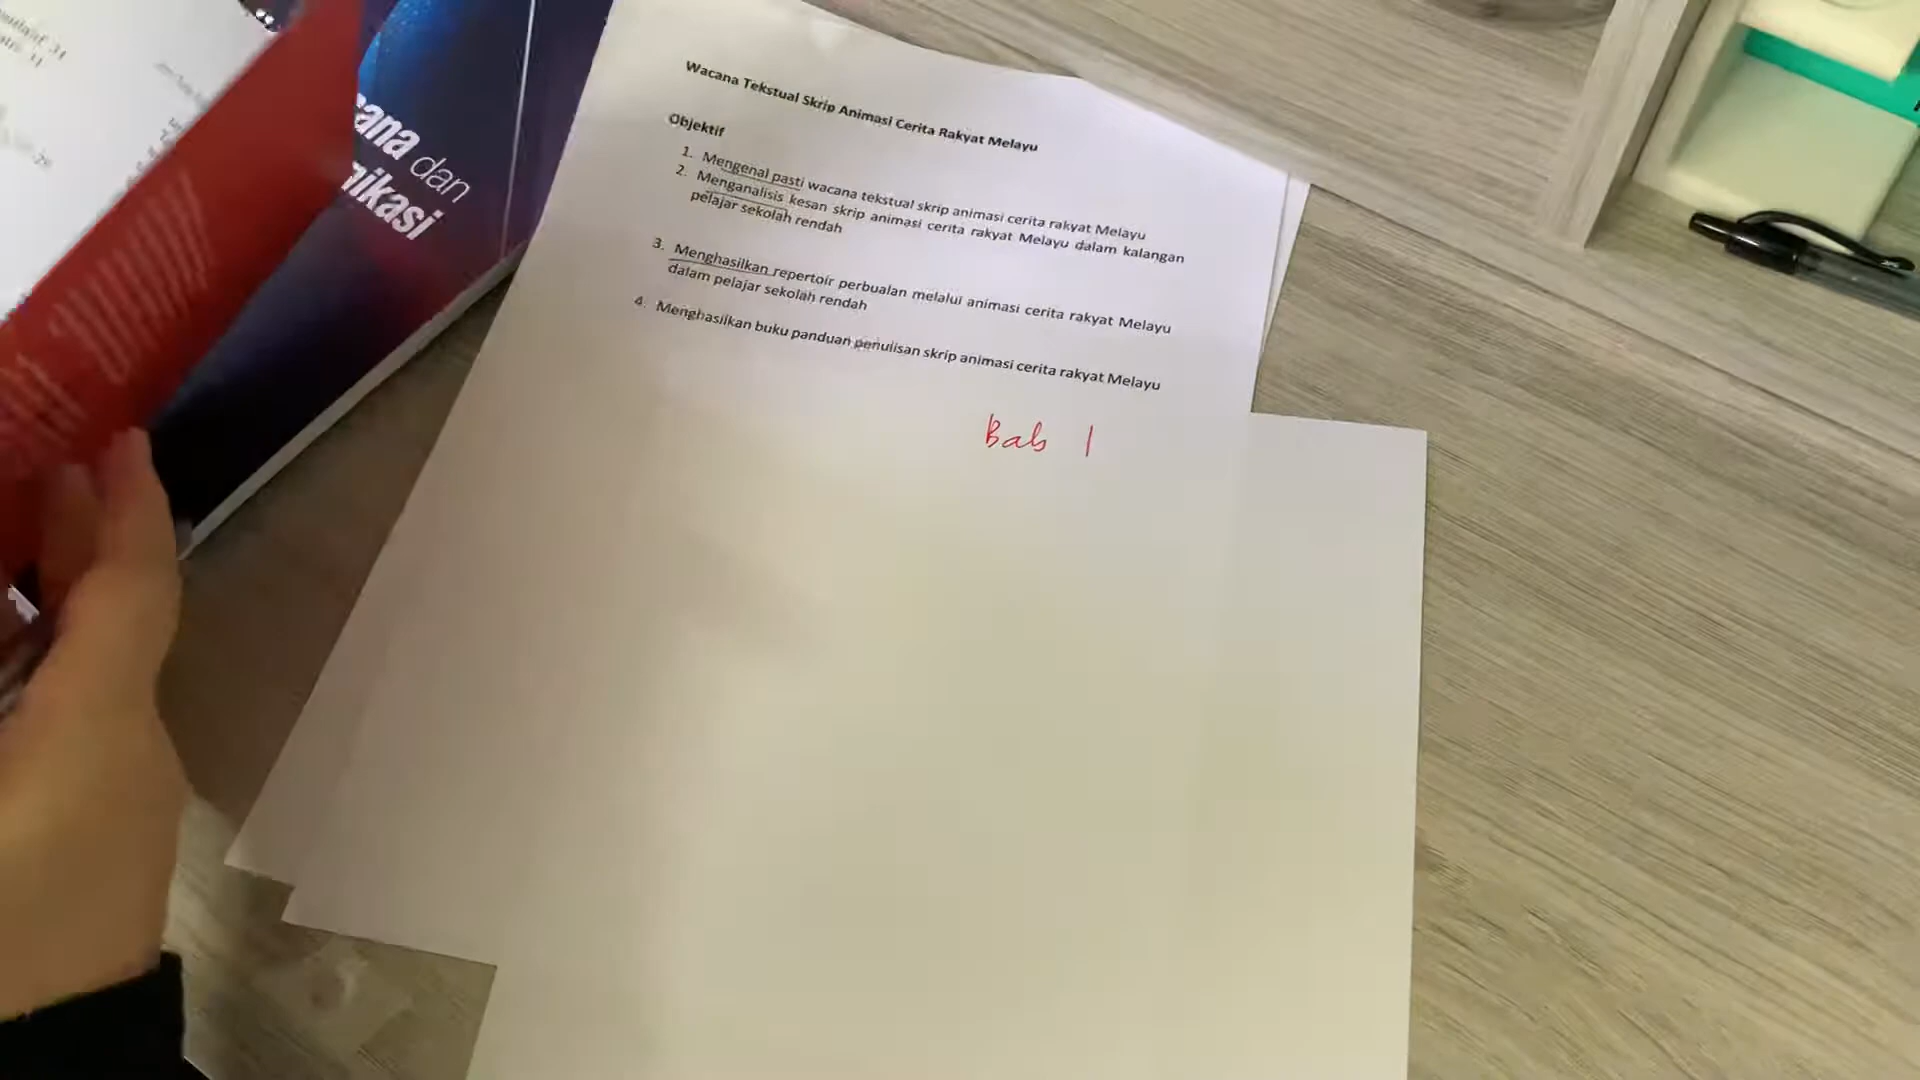 Wacana Tekstual Skrip Animasi Cerita Rakyat Melayu
Objektif
1. Mengenal pasti wacana tekstual skrip animasi cerita rakyat Melayu
2. Menganalisis kesan skrip animasi cerita rakyat Melayu dalam kalangan
pelajar sekolah rendah
3. Menghasilkan repertoir perbualan melalui animasi cerita rakyat Melayu
dalam pelajar sekolah rendah
4. Menghasilkan buku panduan penulisan skrip animasi cerita rakyat Melayu
Bab 1
dan